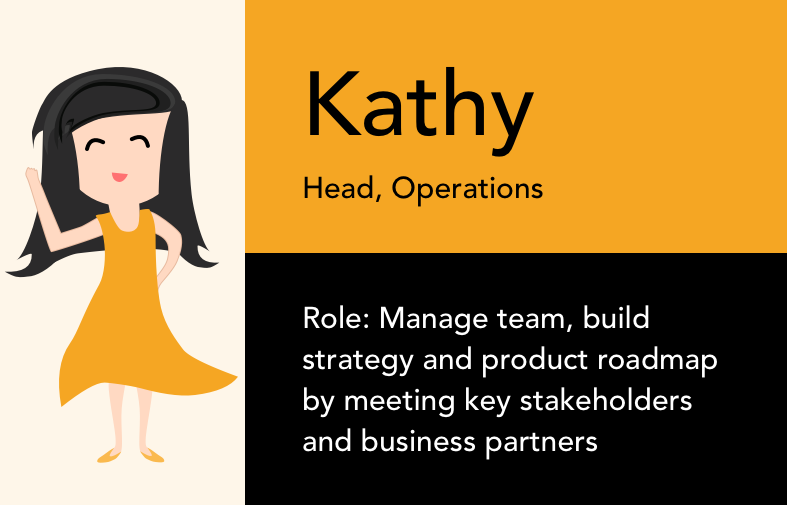 Kathy
Head, Operations
Role: Manage team, build
strategy and product roadmap
by meeting key stakeholders
and business partners